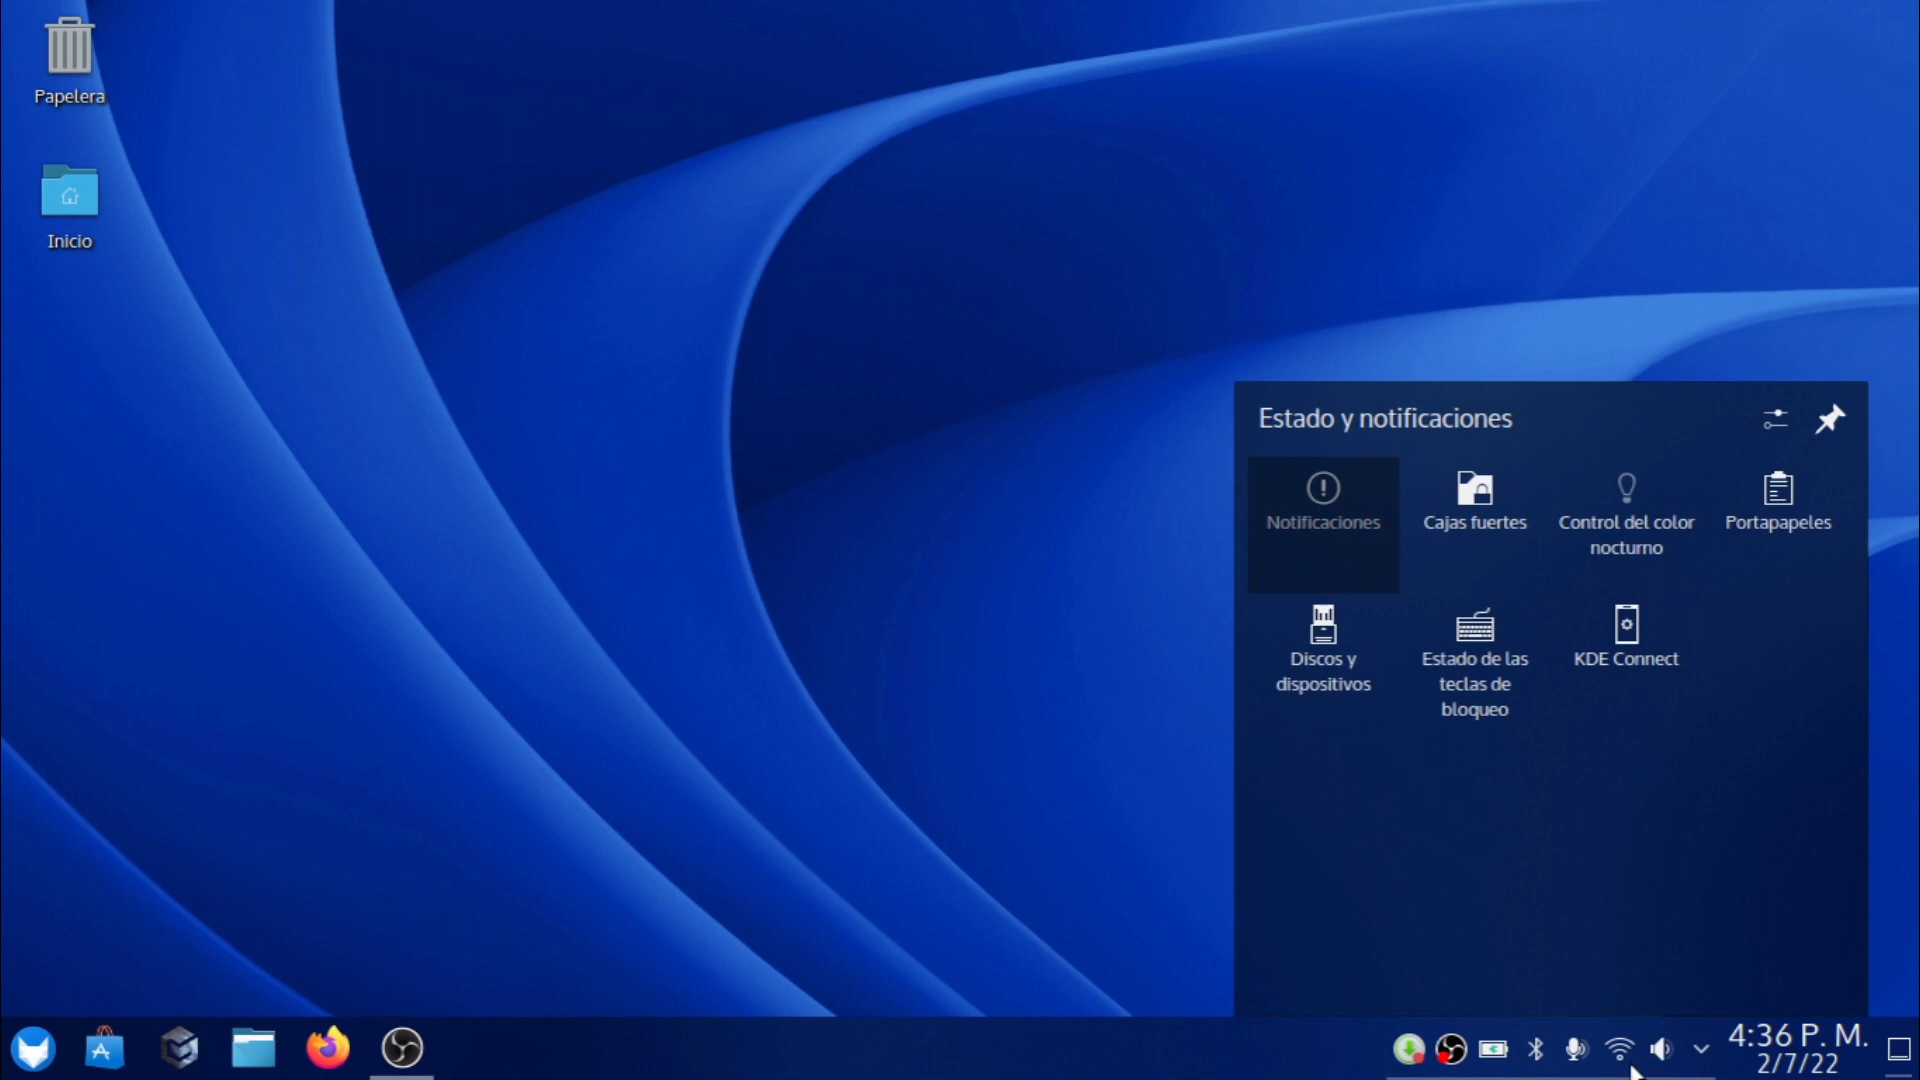 Papelera
Inicio
Estado y notificaciones
Notificaciones
Cajas fuertes
Control del color
nocturno
Portapapeles
Discos y
dispositivos
Estado de las
teclas de
bloqueo
KDE Connect
4:36 P. M.
2/7/22